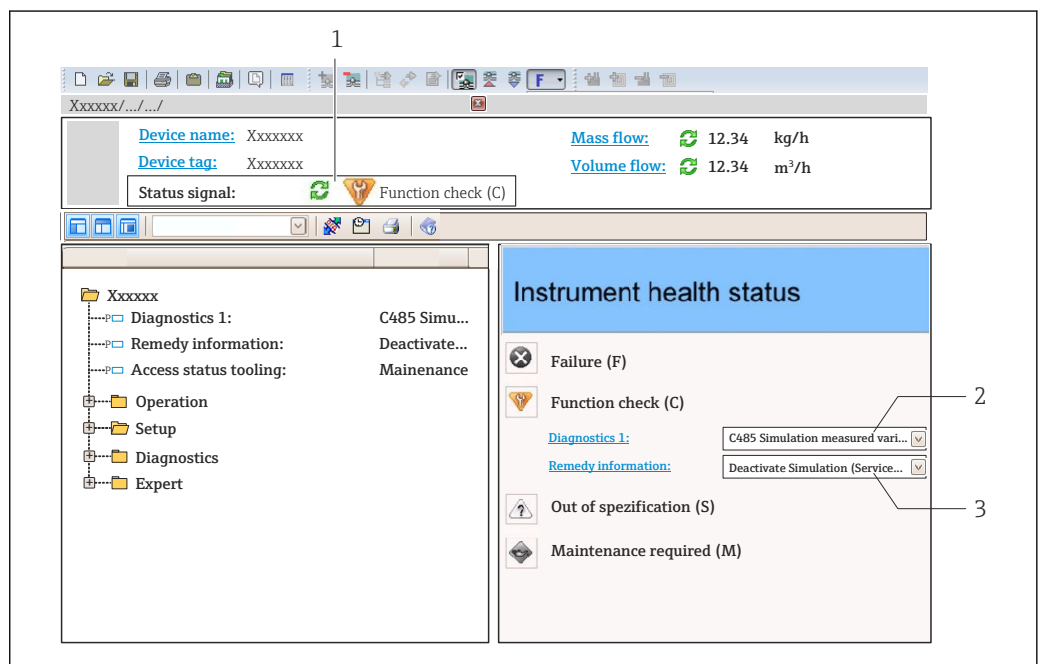 1
F
Xxxxxx/.../.../
Device name: Xxxxxxx
Mass flow: 12.34 kg/h
Device tag: Xxxxxxx
Volume flow: 12.34 m³/h
Status signal: Function check (C)
Xxxxxx
Diagnostics 1: C485 Simu...
Remedy information: Deactivate...
Access status tooling: Mainenance
Operation
Setup
Diagnostics
Expert
Instrument health status
Failure (F)
Function check (C)
2
Diagnostics 1: C485 Simulation measured vari...
Remedy information: Deactivate Simulation (Service...
Out of spezification (S)
3
Maintenance required (M)